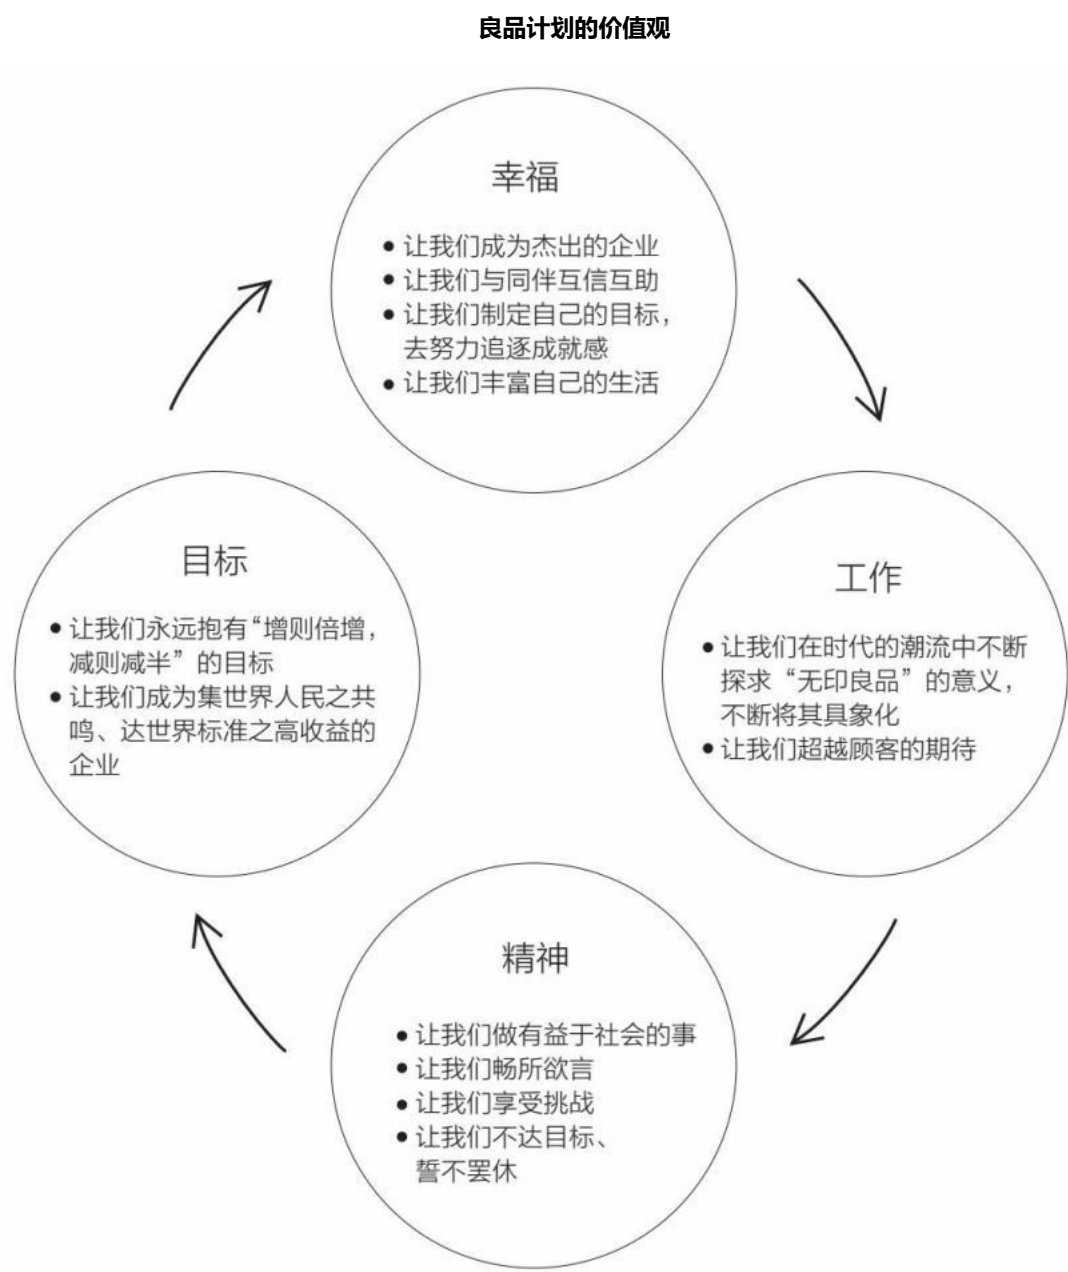 良品计划的价值观
幸福
● 让我们成为杰出的企业
● 让我们与同伴互信互助
● 让我们制定自己的目标，
去努力追逐成就感
● 让我们丰富自己的生活
目标
● 让我们永远抱有“增则倍增，
减则减半”的目标
● 让我们成为集世界人民之共
鸣、达世界标准之高收益的
企业
工作
● 让我们在时代的潮流中不断
探求“无印良品”的意义，
不断将其具象化
● 让我们超越顾客的期待
精神
● 让我们做有益于社会的事
● 让我们畅所欲言
● 让我们享受挑战
● 让我们不达目标、
誓不罢休